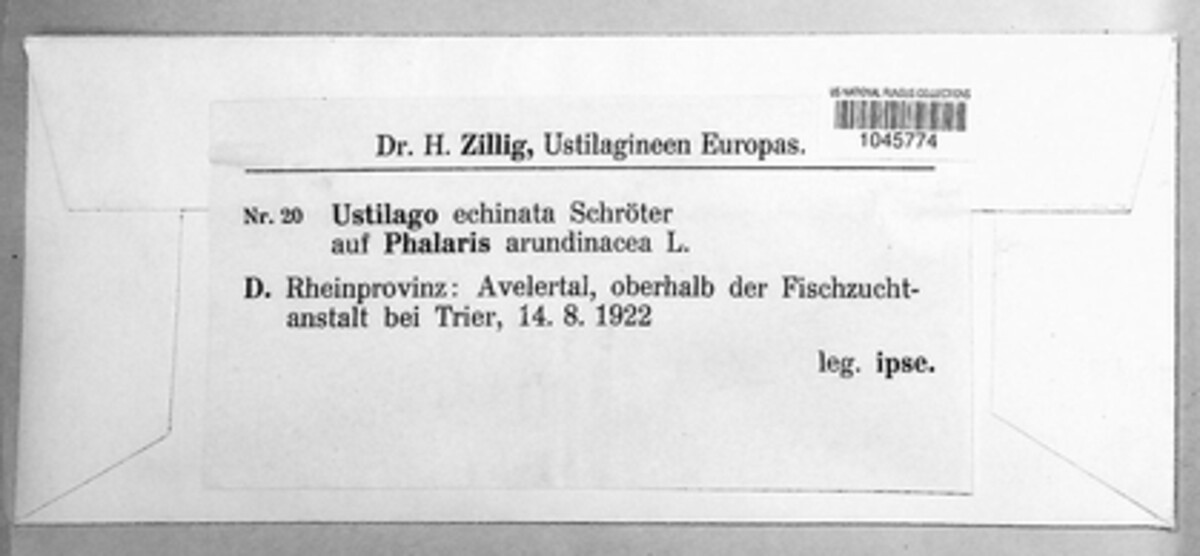 US NATIONAL FUNGUS COLLECTIONS
1045774
Dr. H. Zillig, Ustilagineen Europas.
Nr. 20 Ustilago echinata Schröter
auf Phalaris arundinacea L.
D. Rheinprovinz: Avelertal, oberhalb der Fischzucht-
anstalt bei Trier, 14. 8. 1922
leg. ipse.